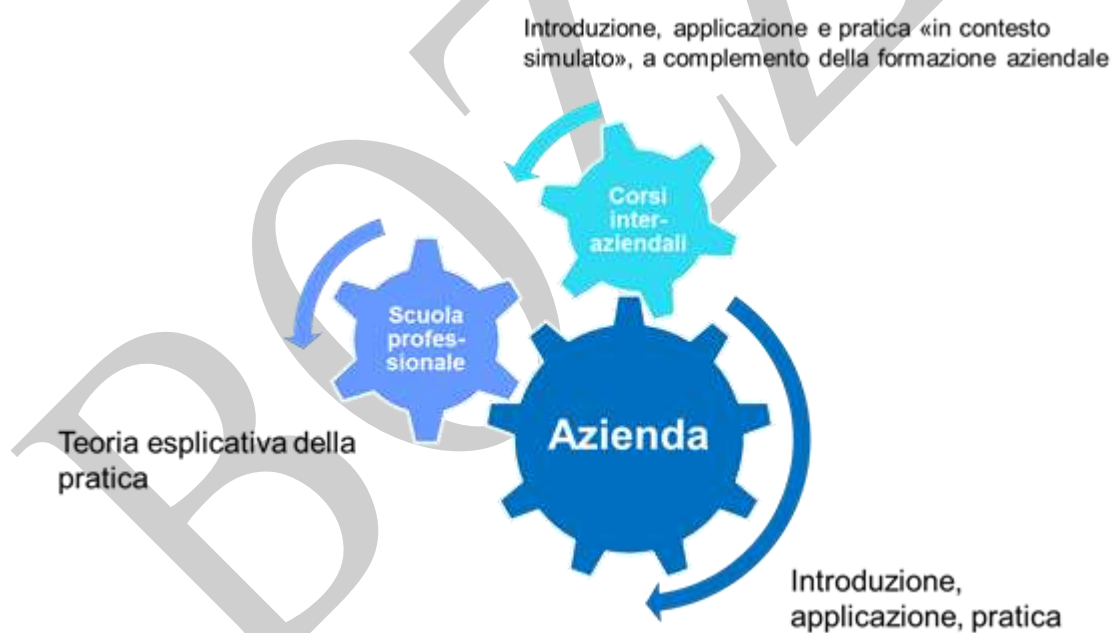 Introduzione, applicazione e pratica «in contesto
simulato», a complemento della formazione aziendale
Corsi
inter-
aziendali
Scuola
profes-
sionale
Azienda
Teoria esplicativa della
pratica
Introduzione,
applicazione, pratica